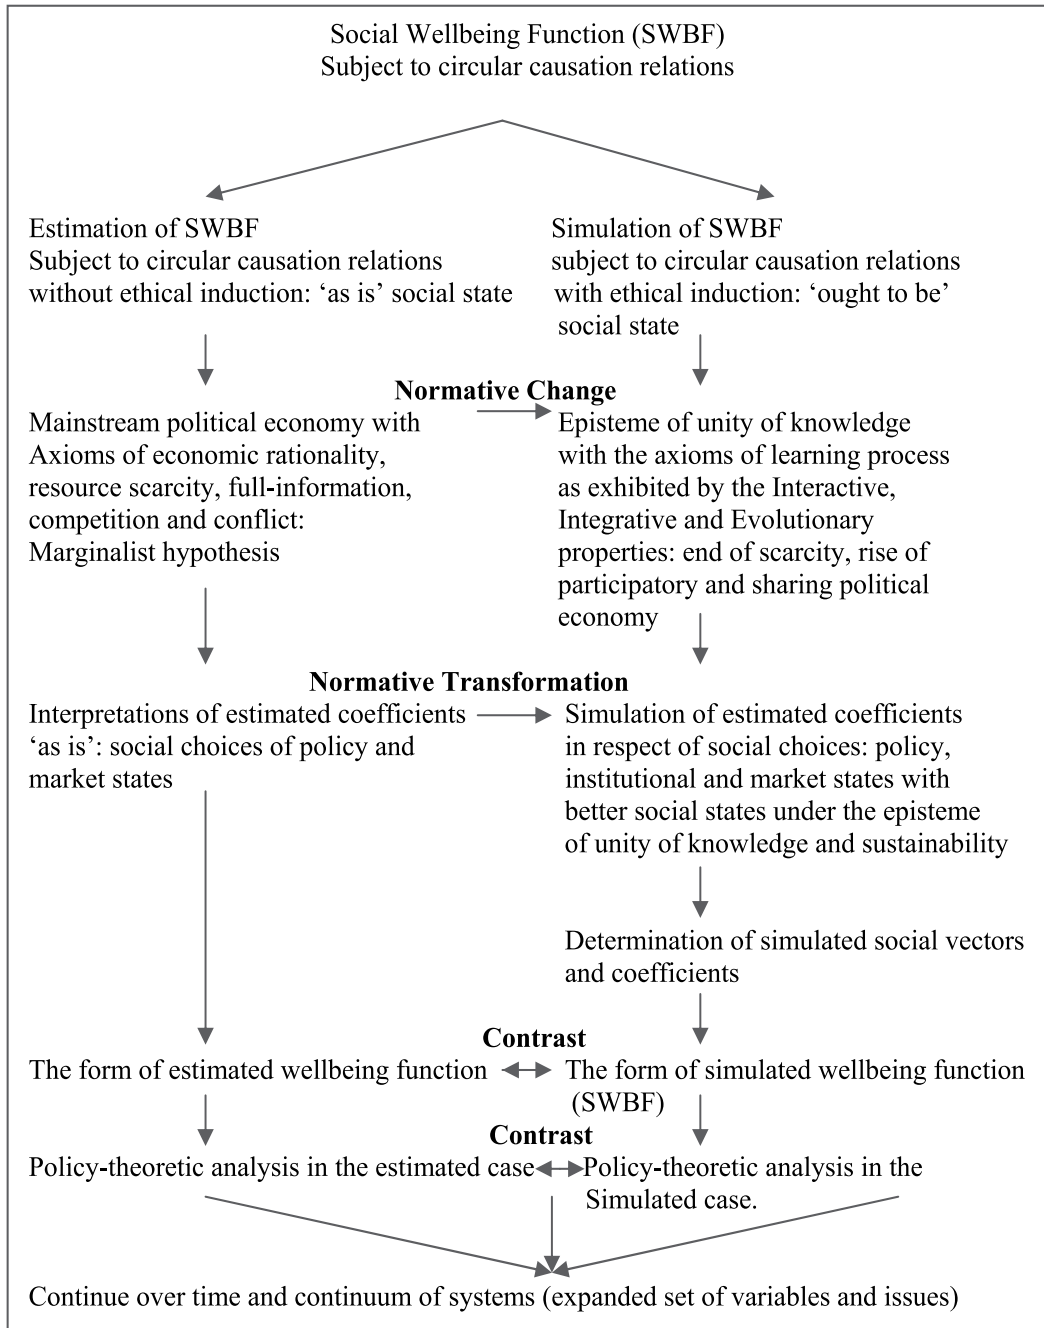 Social Wellbeing Function (SWBF)
Subject to circular causation relations
Estimation of SWBF
Subject to circular causation relations
without ethical induction: ‘as is’ social state
Simulation of SWBF
subject to circular causation relations
with ethical induction: ‘ought to be’
social state
Normative Change
Mainstream political economy with
Axioms of economic rationality,
resource scarcity, full-information,
competition and conflict:
Marginalist hypothesis
Episteme of unity of knowledge
with the axioms of learning process
as exhibited by the Interactive,
Integrative and Evolutionary
properties: end of scarcity, rise of
participatory and sharing political
economy
Normative Transformation
Interpretations of estimated coefficients
‘as is’: social choices of policy and
market states
Simulation of estimated coefficients
in respect of social choices: policy,
institutional and market states with
better social states under the episteme
of unity of knowledge and sustainability
Determination of simulated social vectors
and coefficients
Contrast
The form of estimated wellbeing function
The form of simulated wellbeing function
(SWBF)
Contrast
Policy-theoretic analysis in the estimated case
Policy-theoretic analysis in the
Simulated case.
Continue over time and continuum of systems (expanded set of variables and issues)